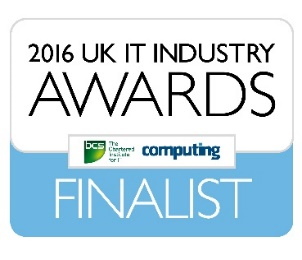 2016 UK IT INDUSTRY
AWARDS
bcs
The
Chartered
Institute
for IT
computing
FINALIST